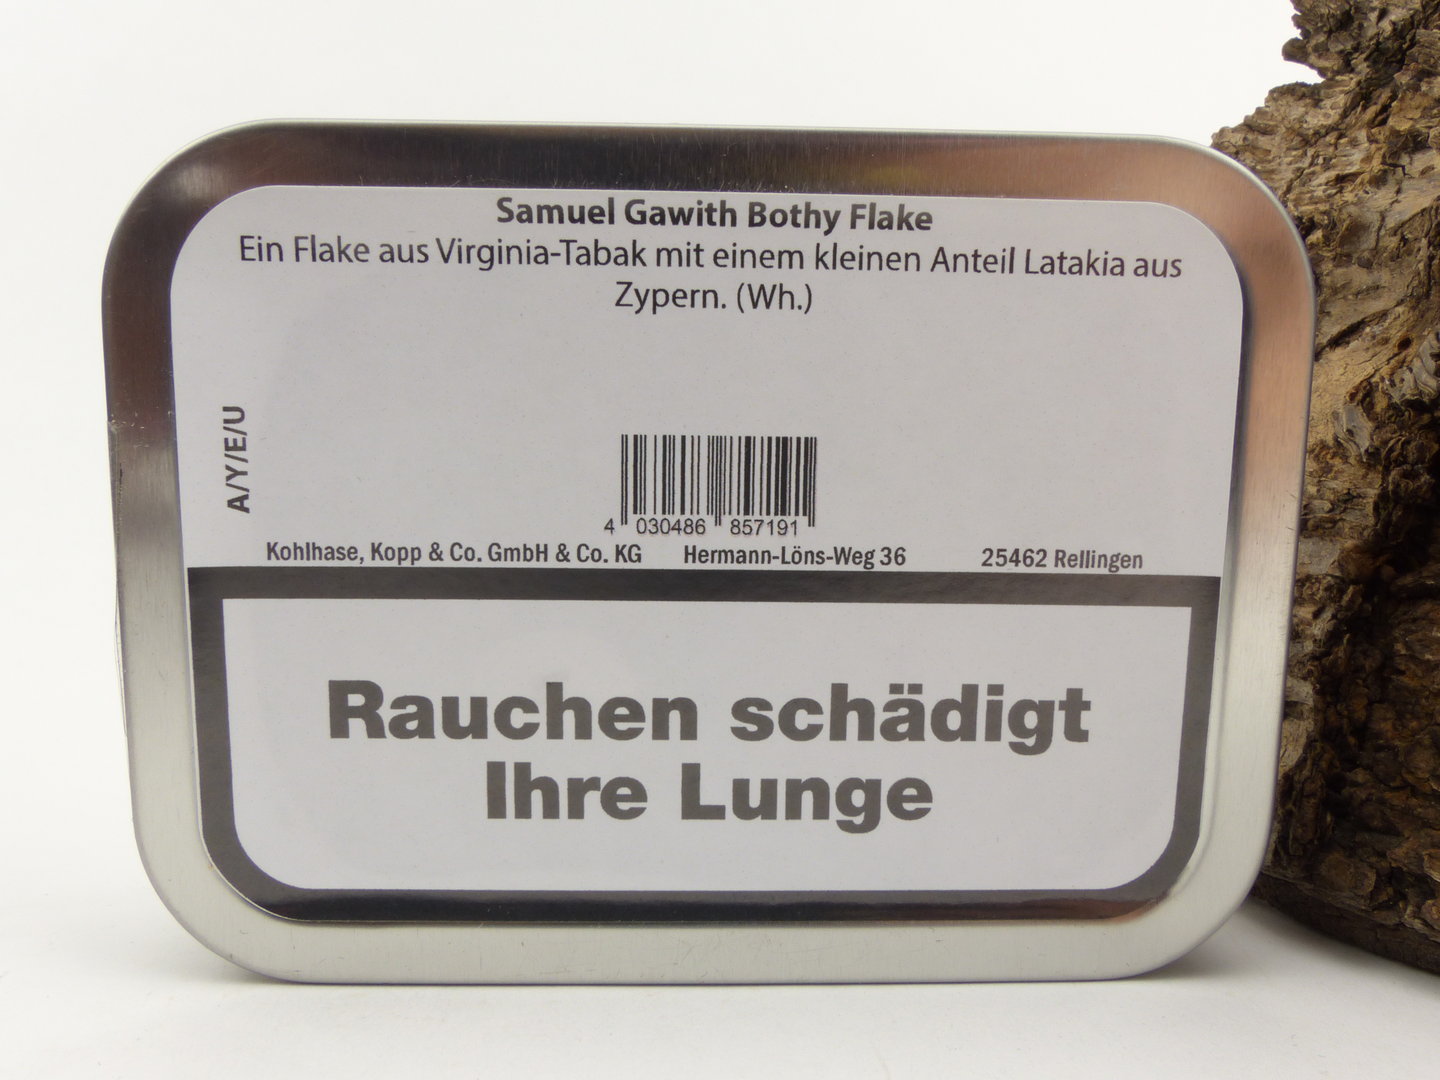 Samuel Gawith Bothy Flake
Ein Flake aus Virginia-Tabak mit einem kleinen Anteil Latakia aus
Zypern. (Wh.)
A/Y/E/U
4 030486 857191
Kohlhase, Kopp & Co. GmbH & Co. KG Hermann-Löns-Weg 36 25462 Rellingen
Rauchen schädigt
Ihre Lunge